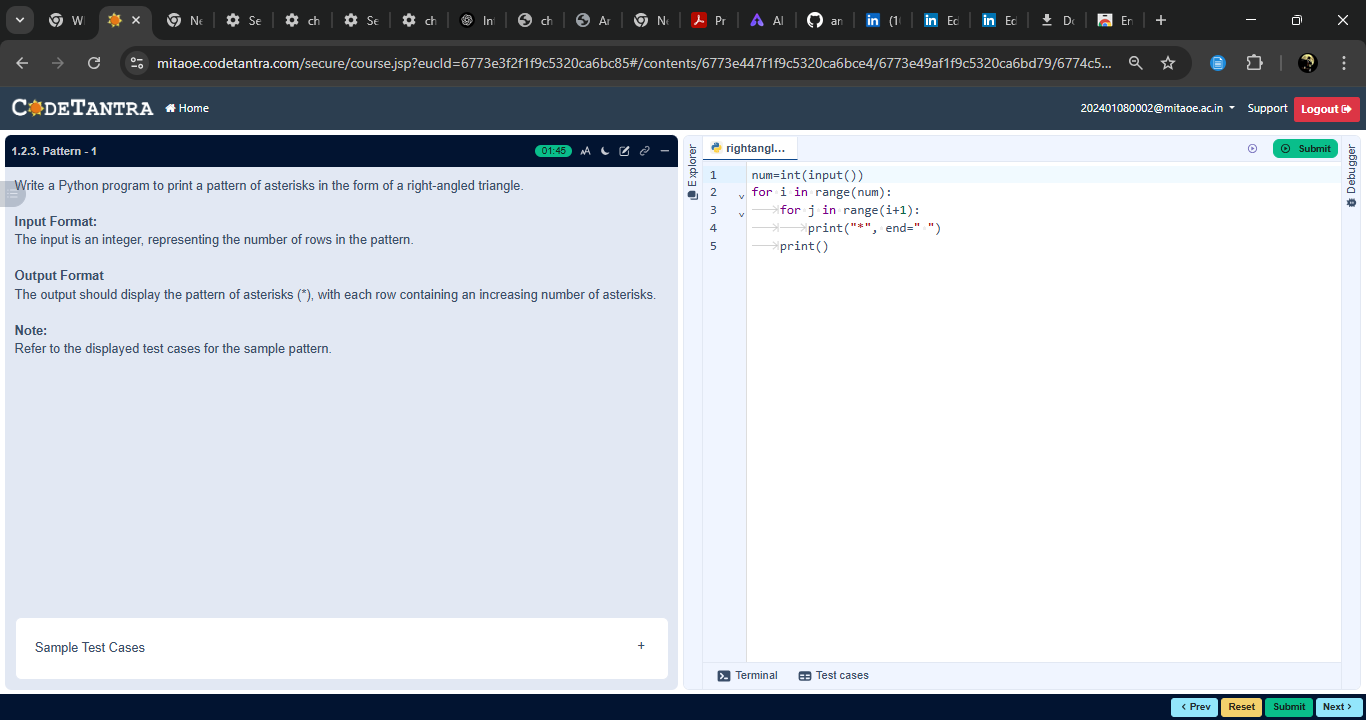 W
Ne
Se
ch
Se
ch
In
ch
Ar
Ne
Pr
Al
an
(1
Ed
Ed
Do
En
mitaoe.codetantra.com/secure/course.jsp?eucId=6773e3f2f1f9c5320ca6bc85#/contents/6773e447f1f9c5320ca6bce4/6773e49af1f9c5320ca6bd79/6774c5...
CODETANTRA
Home
202401080002@mitaoe.ac.in
Support
Logout
1.2.3. Pattern - 1
01:45
Write a Python program to print a pattern of asterisks in the form of a right-angled triangle.
Input Format:
The input is an integer, representing the number of rows in the pattern.
Output Format
The output should display the pattern of asterisks (*), with each row containing an increasing number of asterisks.
Note:
Refer to the displayed test cases for the sample pattern.
Sample Test Cases
+
Explorer
rightangl...
Submit
Debugger
1 num=int(input())
2 for i in range(num):
3 for j in range(i+1):
4 print("*", end=" ")
5 print()
Terminal
Test cases
< Prev
Reset
Submit
Next >